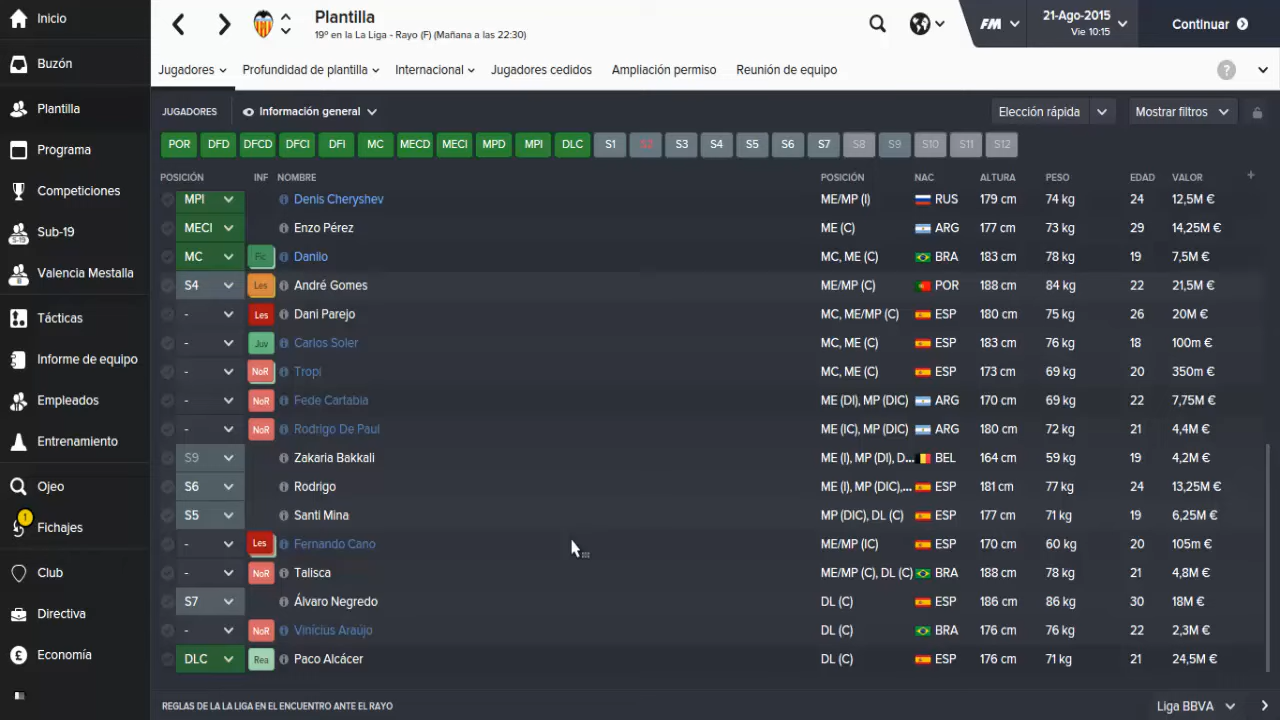 Inicio
Buzón
Plantilla
Programa
Competiciones
Sub-19
Valencia Mestalla
Tácticas
Informe de equipo
Empleados
Entrenamiento
Ojeo
1
Fichajes
Club
Directiva
Economía
Plantilla
19º en la La Liga - Rayo (F) (Mañana a las 22:30)
FM
21-Ago-2015
Vie 10:15
Continuar
Jugadores Profundidad de plantilla Internacional Jugadores cedidos Ampliación permiso Reunión de equipo ?
JUGADORES Información general Elección rápida Mostrar filtros
POR DFD DFCD DFCI DFI MC MECD MECI MPD MPI DLC S1 S2 S3 S4 S5 S6 S7 S8 S9 S10 S11 S12
POSICIÓN INF NOMBRE POSICIÓN NAC ALTURA PESO EDAD VALOR +
MPI Denis Cheryshev ME/MP (I) RUS 179 cm 74 kg 24 12,5M €
MECI Enzo Pérez ME (C) ARG 177 cm 73 kg 29 14,25M €
MC Fic Danilo MC, ME (C) BRA 183 cm 78 kg 19 7,5M €
S4 Les André Gomes ME/MP (C) POR 188 cm 84 kg 22 21,5M €
- Les Dani Parejo MC, ME/MP (C) ESP 180 cm 75 kg 26 20M €
- Juv Carlos Soler MC, ME (C) ESP 183 cm 76 kg 18 100m €
- NoR Tropi MC, ME (C) ESP 173 cm 69 kg 20 350m €
- NoR Fede Cartabia ME (DI), MP (DIC) ARG 170 cm 69 kg 22 7,75M €
- NoR Rodrigo De Paul ME (IC), MP (DIC) ARG 180 cm 72 kg 21 4,4M €
S9 Zakaria Bakkali ME (I), MP (DI), D... BEL 164 cm 59 kg 19 4,2M €
S6 Rodrigo ME (I), MP (DIC),... ESP 181 cm 77 kg 24 13,25M €
S5 Santi Mina MP (DIC), DL (C) ESP 177 cm 71 kg 19 6,25M €
- Les Fernando Cano ME/MP (IC) ESP 170 cm 60 kg 20 105m €
- NoR Talisca ME/MP (C), DL (C) BRA 188 cm 78 kg 21 4,8M €
S7 Álvaro Negredo DL (C) ESP 186 cm 86 kg 30 18M €
- NoR Vinícius Araújo DL (C) BRA 176 cm 76 kg 22 2,3M €
DLC Rea Paco Alcácer DL (C) ESP 176 cm 71 kg 21 24,5M €
REGLAS DE LA LA LIGA EN EL ENCUENTRO ANTE EL RAYO Liga BBVA